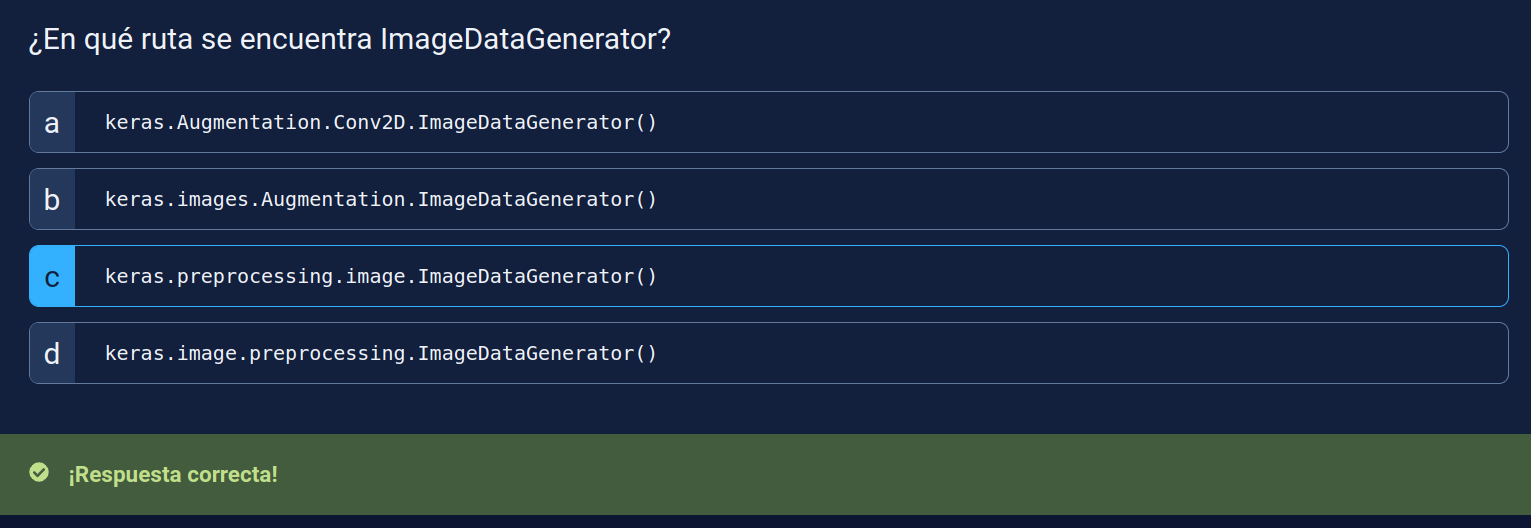 ¿En qué ruta se encuentra ImageDataGenerator?
a keras.Augmentation.Conv2D.ImageDataGenerator()
b keras.images.Augmentation.ImageDataGenerator()
c keras.preprocessing.image.ImageDataGenerator()
d keras.image.preprocessing.ImageDataGenerator()
¡Respuesta correcta!